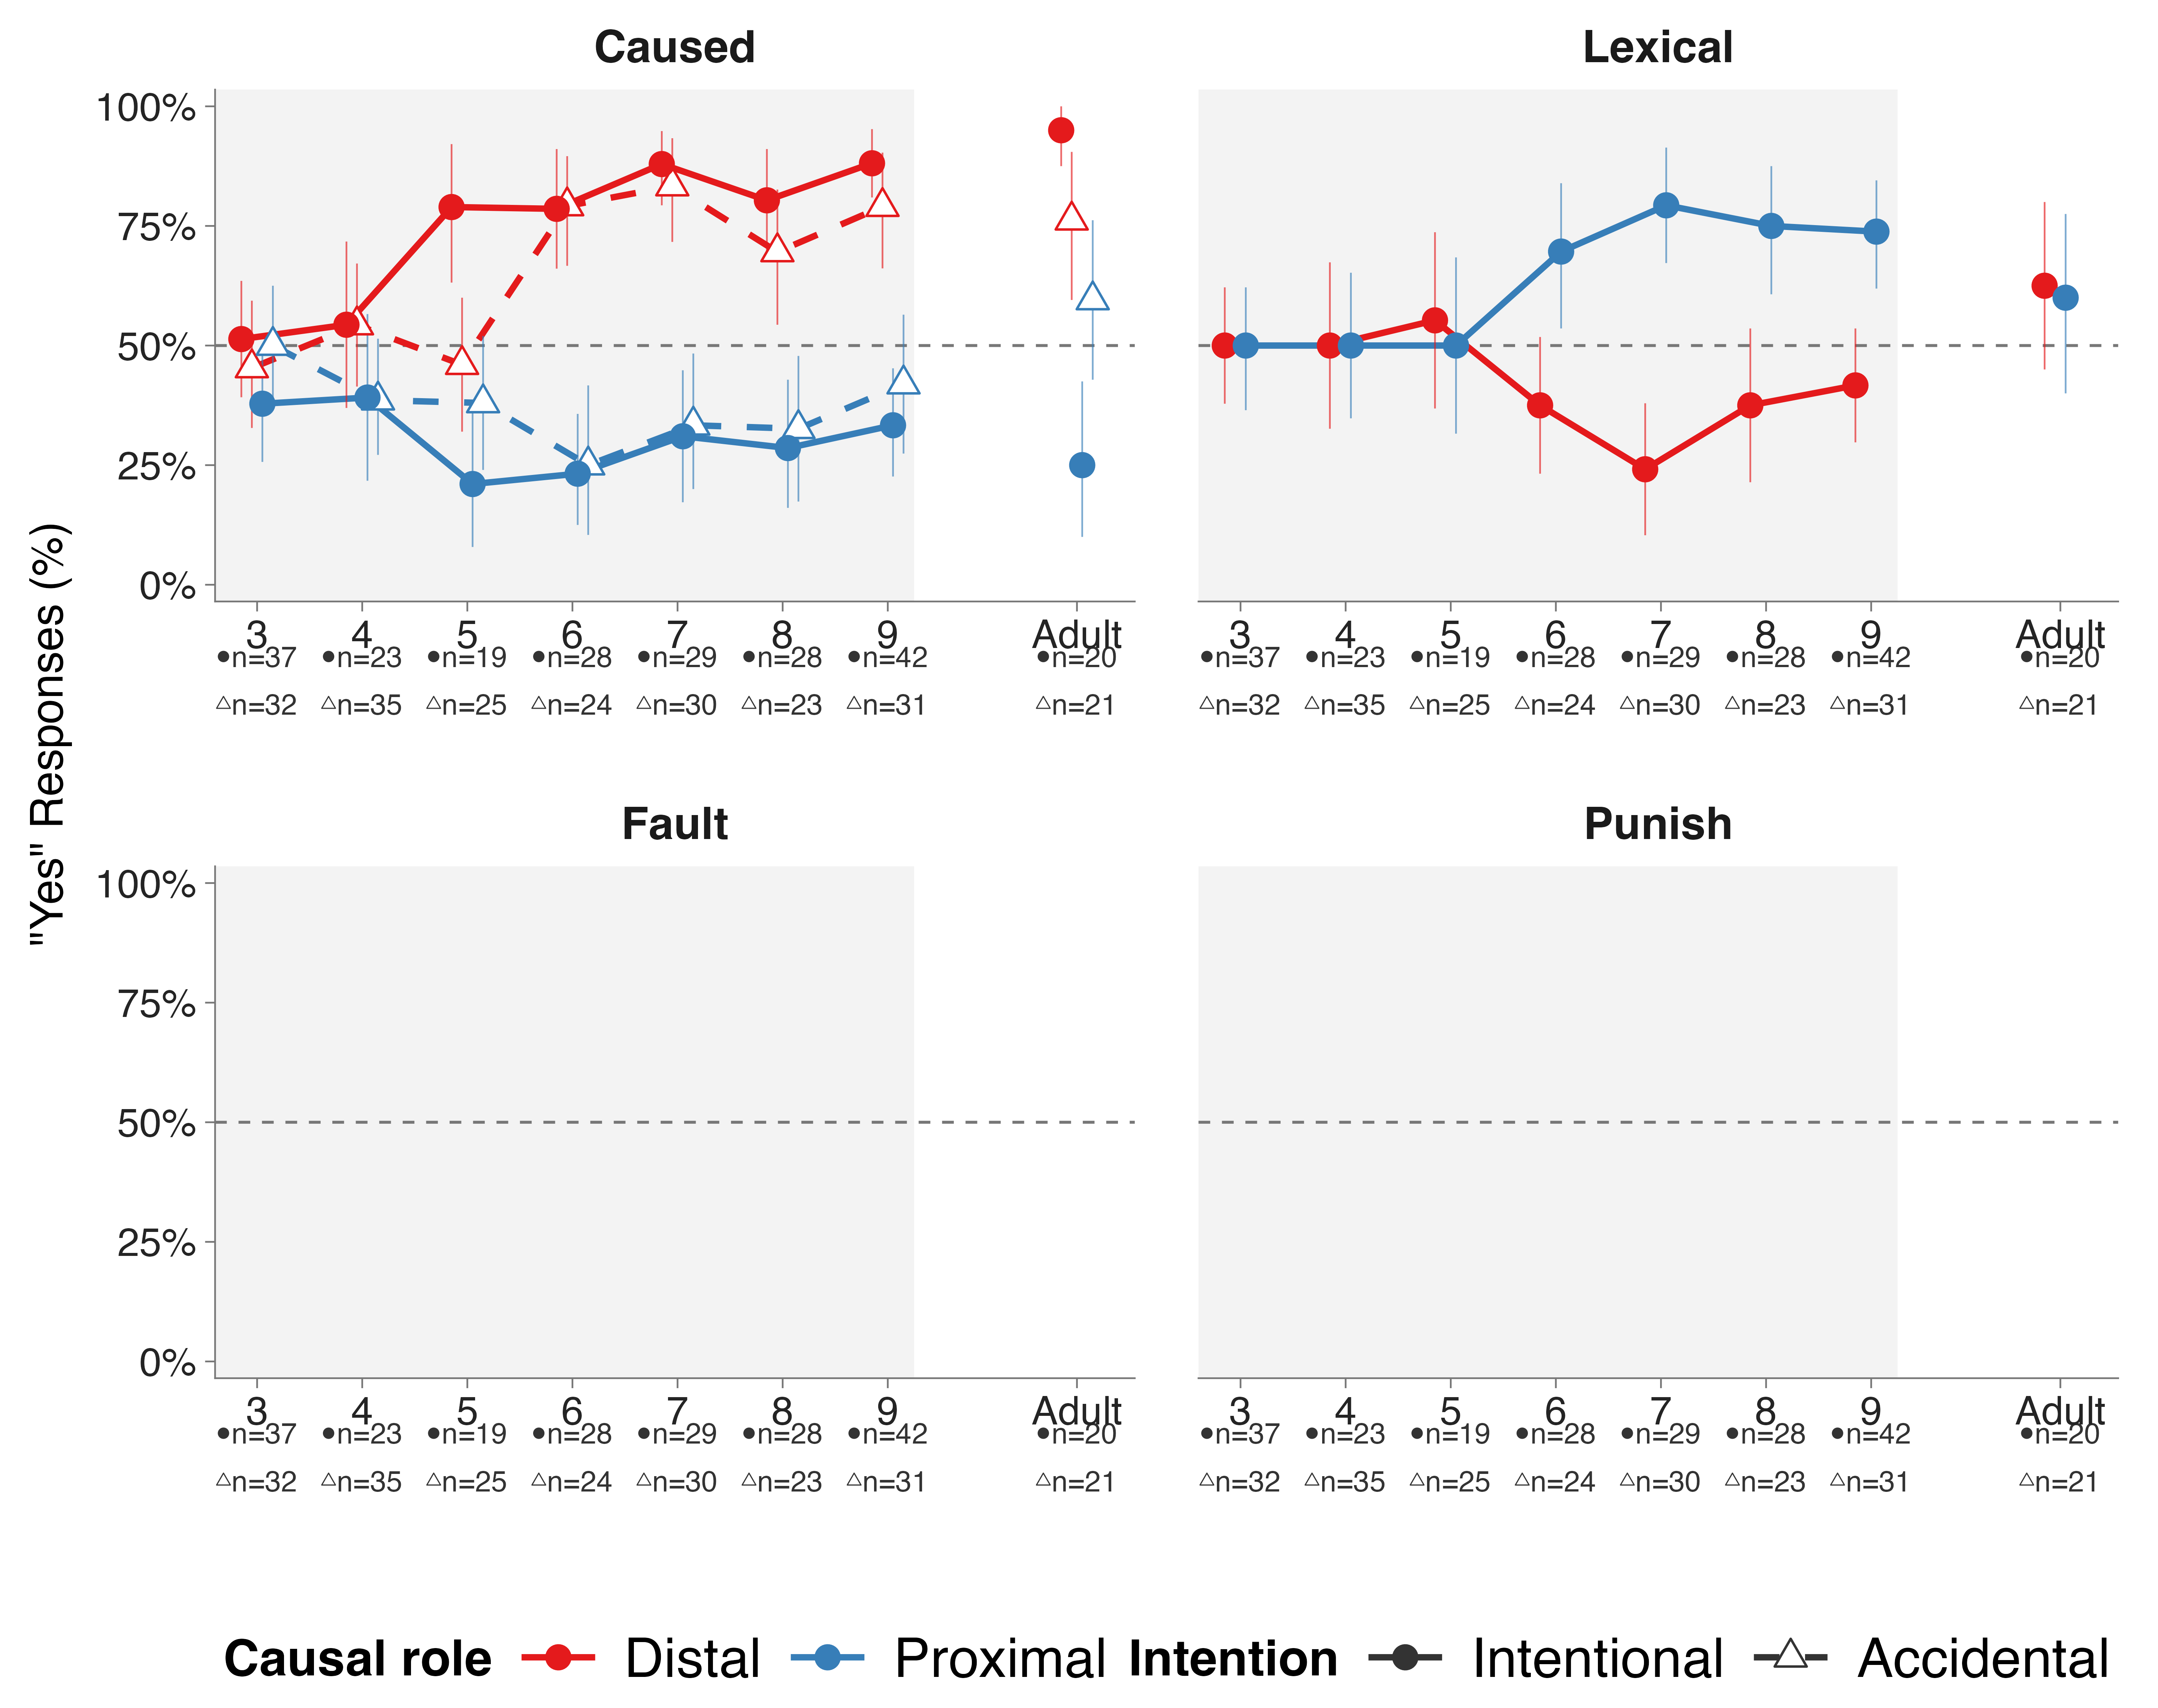 Caused
Lexical
"Yes" Responses (%)
100%
75%
50%
25%
0%
3 4 5 6 7 8 9 Adult
●n=37 ●n=23 ●n=19 ●n=28 ●n=29 ●n=28 ●n=42 ●n=20
△n=32 △n=35 △n=25 △n=24 △n=30 △n=23 △n=31 △n=21
3 4 5 6 7 8 9 Adult
●n=37 ●n=23 ●n=19 ●n=28 ●n=29 ●n=28 ●n=42 ●n=20
△n=32 △n=35 △n=25 △n=24 △n=30 △n=23 △n=31 △n=21
Fault
Punish
100%
75%
50%
25%
0%
3 4 5 6 7 8 9 Adult
●n=37 ●n=23 ●n=19 ●n=28 ●n=29 ●n=28 ●n=42 ●n=20
△n=32 △n=35 △n=25 △n=24 △n=30 △n=23 △n=31 △n=21
3 4 5 6 7 8 9 Adult
●n=37 ●n=23 ●n=19 ●n=28 ●n=29 ●n=28 ●n=42 ●n=20
△n=32 △n=35 △n=25 △n=24 △n=30 △n=23 △n=31 △n=21
Causal role Distal Proximal Intention Intentional Accidental